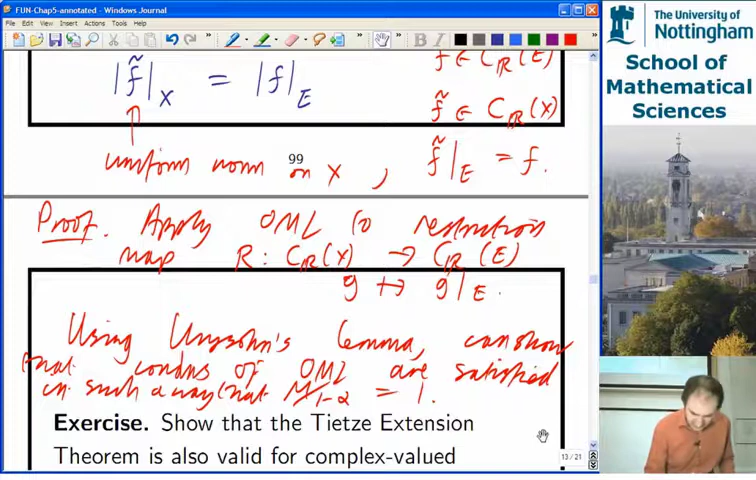 FUN-Chap5-annotated - Windows Journal
File Edit View Insert Actions Tools Help
|f̃|_X = |f|_E
f ∈ C_ℝ(E)
f̃ ∈ C_ℝ(X)
uniform norm on X , f̃|_E = f.
99
Proof. Apply OML to restriction
map R: C_ℝ(X) → C_ℝ(E)
g ↦ g|_E.
Using Urysohn's Lemma, can show
that condns of OML are satisfied
in such a way that M/1-α = 1.
Exercise. Show that the Tietze Extension
Theorem is also valid for complex-valued
13 / 21
The University of
Nottingham
School of
Mathematical
Sciences